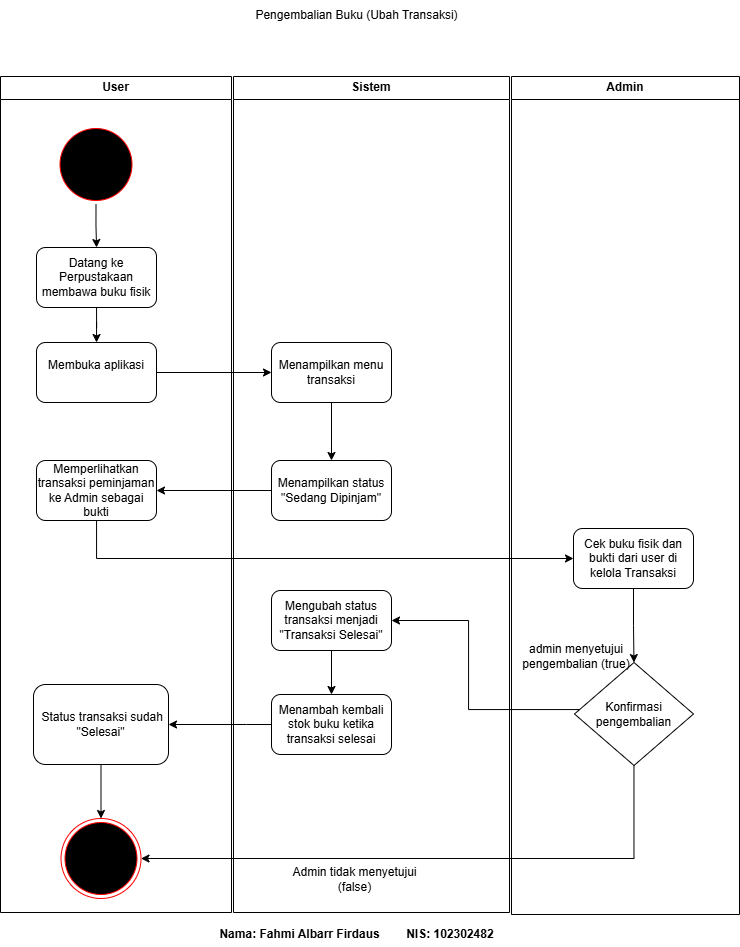 Pengembalian Buku (Ubah Transaksi)
User
Sistem
Admin
Datang ke
Perpustakaan
membawa buku fisik
Membuka aplikasi
Menampilkan menu
transaksi
Memperlihatkan
transaksi peminjaman
ke Admin sebagai
bukti
Menampilkan status
"Sedang Dipinjam"
Cek buku fisik dan
bukti dari user di
kelola Transaksi
Mengubah status
transaksi menjadi
"Transaksi Selesai"
admin menyetujui
pengembalian (true)
Konfirmasi
pengembalian
Menambah kembali
stok buku ketika
transaksi selesai
Status transaksi sudah
"Selesai"
Admin tidak menyetujui
(false)
Nama: Fahmi Albarr Firdaus NIS: 102302482